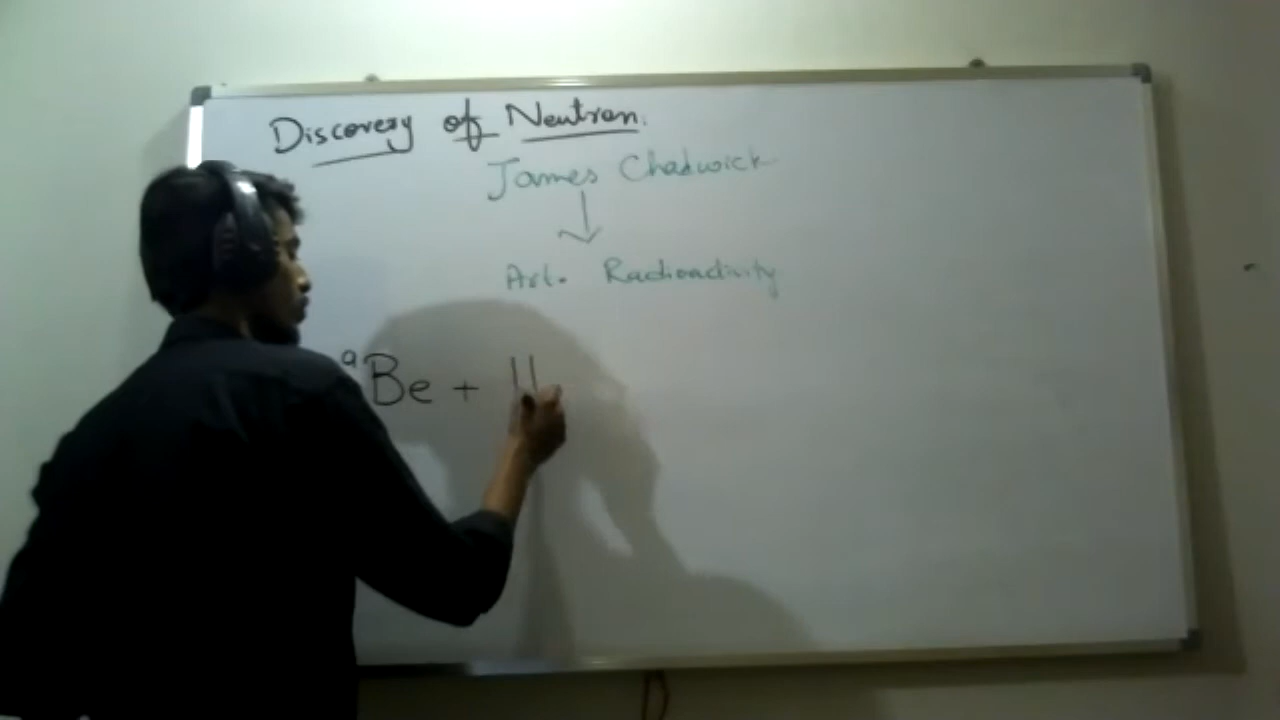 Discovery of Neutron.
James Chadwick
↓
Art. Radioactivity
⁹Be +